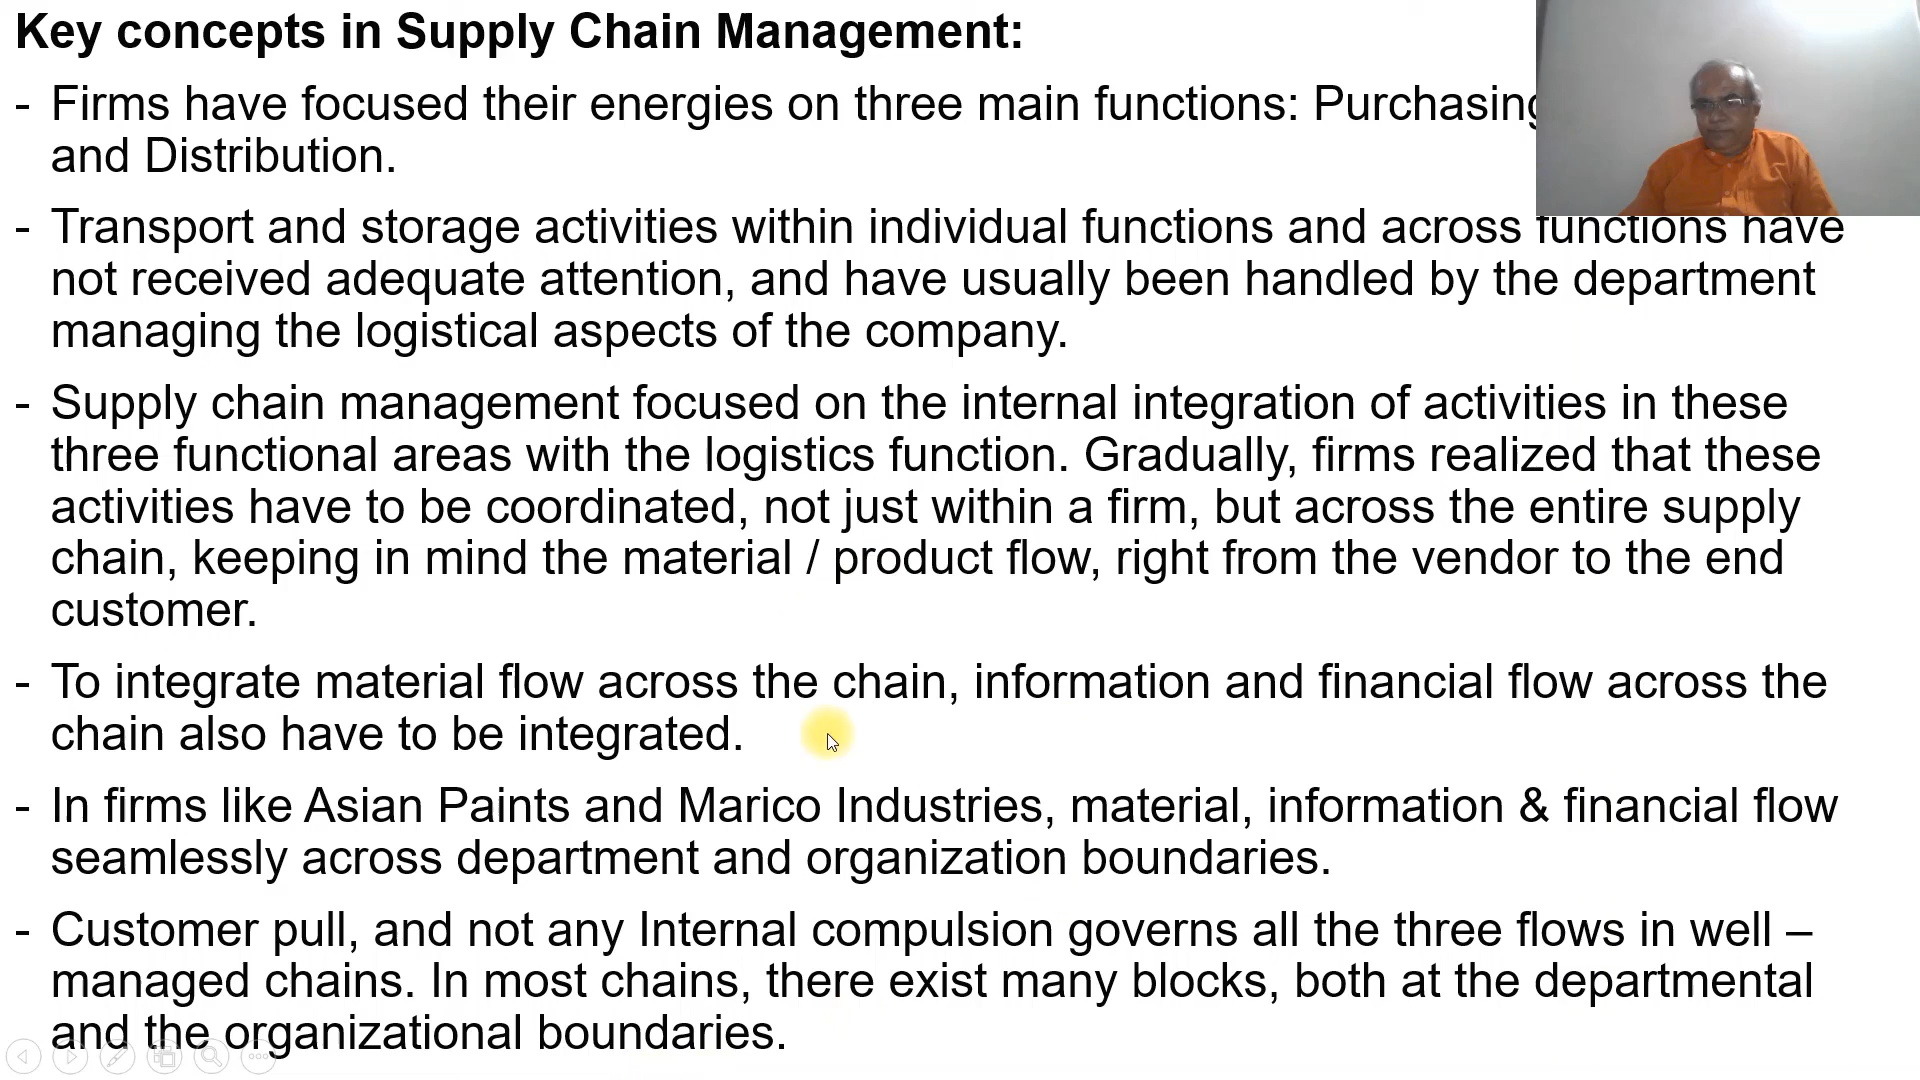 Key concepts in Supply Chain Management:
- Firms have focused their energies on three main functions: Purchasing
and Distribution.
- Transport and storage activities within individual functions and across functions have
not received adequate attention, and have usually been handled by the department
managing the logistical aspects of the company.
- Supply chain management focused on the internal integration of activities in these
three functional areas with the logistics function. Gradually, firms realized that these
activities have to be coordinated, not just within a firm, but across the entire supply
chain, keeping in mind the material / product flow, right from the vendor to the end
customer.
- To integrate material flow across the chain, information and financial flow across the
chain also have to be integrated.
- In firms like Asian Paints and Marico Industries, material, information & financial flow
seamlessly across department and organization boundaries.
- Customer pull, and not any Internal compulsion governs all the three flows in well –
managed chains. In most chains, there exist many blocks, both at the departmental
and the organizational boundaries.